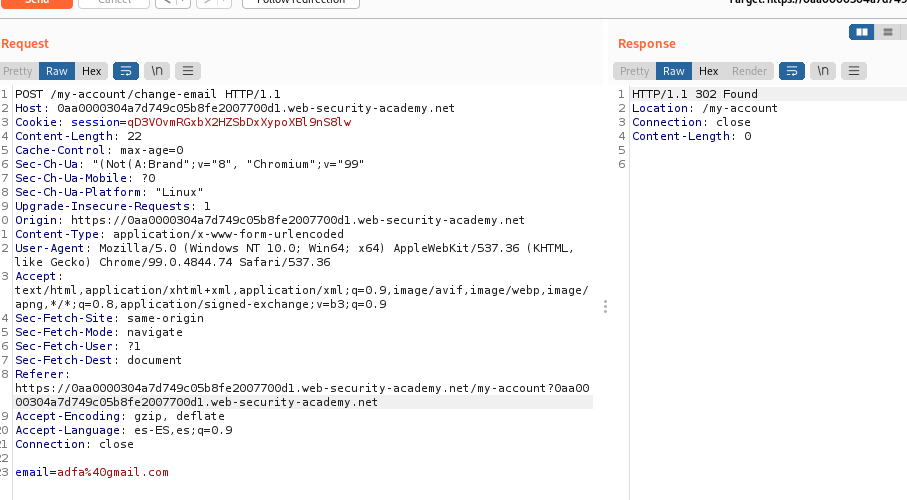 Send Cancel < > Follow redirection
Request
Pretty Raw Hex \n
1 POST /my-account/change-email HTTP/1.1
2 Host: 0aa0000304a7d749c05b8fe2007700d1.web-security-academy.net
3 Cookie: session=qD3VOvmRGxbX2HZSbDxXypoXBl9nS8lw
4 Content-Length: 22
5 Cache-Control: max-age=0
6 Sec-Ch-Ua: "(Not(A:Brand";v="8", "Chromium";v="99"
7 Sec-Ch-Ua-Mobile: ?0
8 Sec-Ch-Ua-Platform: "Linux"
9 Upgrade-Insecure-Requests: 1
0 Origin: https://0aa0000304a7d749c05b8fe2007700d1.web-security-academy.net
1 Content-Type: application/x-www-form-urlencoded
2 User-Agent: Mozilla/5.0 (Windows NT 10.0; Win64; x64) AppleWebKit/537.36 (KHTML,
like Gecko) Chrome/99.0.4844.74 Safari/537.36
3 Accept:
text/html,application/xhtml+xml,application/xml;q=0.9,image/avif,image/webp,image/
apng,*/*;q=0.8,application/signed-exchange;v=b3;q=0.9
4 Sec-Fetch-Site: same-origin
5 Sec-Fetch-Mode: navigate
6 Sec-Fetch-User: ?1
7 Sec-Fetch-Dest: document
8 Referer:
https://0aa0000304a7d749c05b8fe2007700d1.web-security-academy.net/my-account?0aa00
00304a7d749c05b8fe2007700d1.web-security-academy.net
9 Accept-Encoding: gzip, deflate
20 Accept-Language: es-ES,es;q=0.9
21 Connection: close
22
23 email=adfa%40gmail.com
Response
Pretty Raw Hex Render \n
1 HTTP/1.1 302 Found
2 Location: /my-account
3 Connection: close
4 Content-Length: 0
5
6